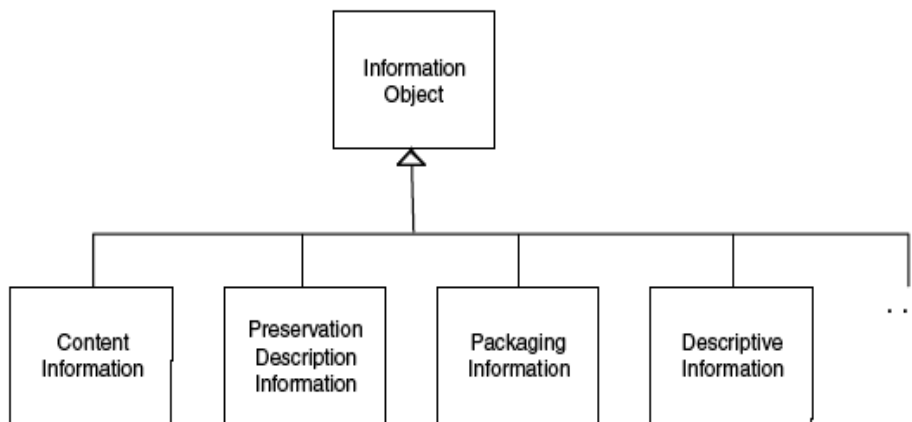 Information
Object
Content
Information
Preservation
Description
Information
Packaging
Information
Descriptive
Information
. .